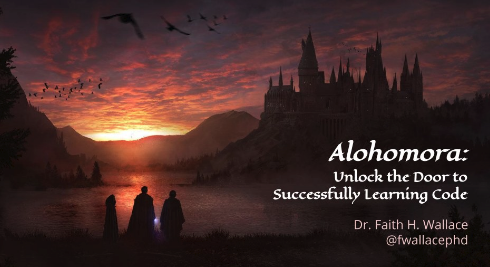 Alohomora:
Unlock the Door to
Successfully Learning Code
Dr. Faith H. Wallace
@fwallacephd